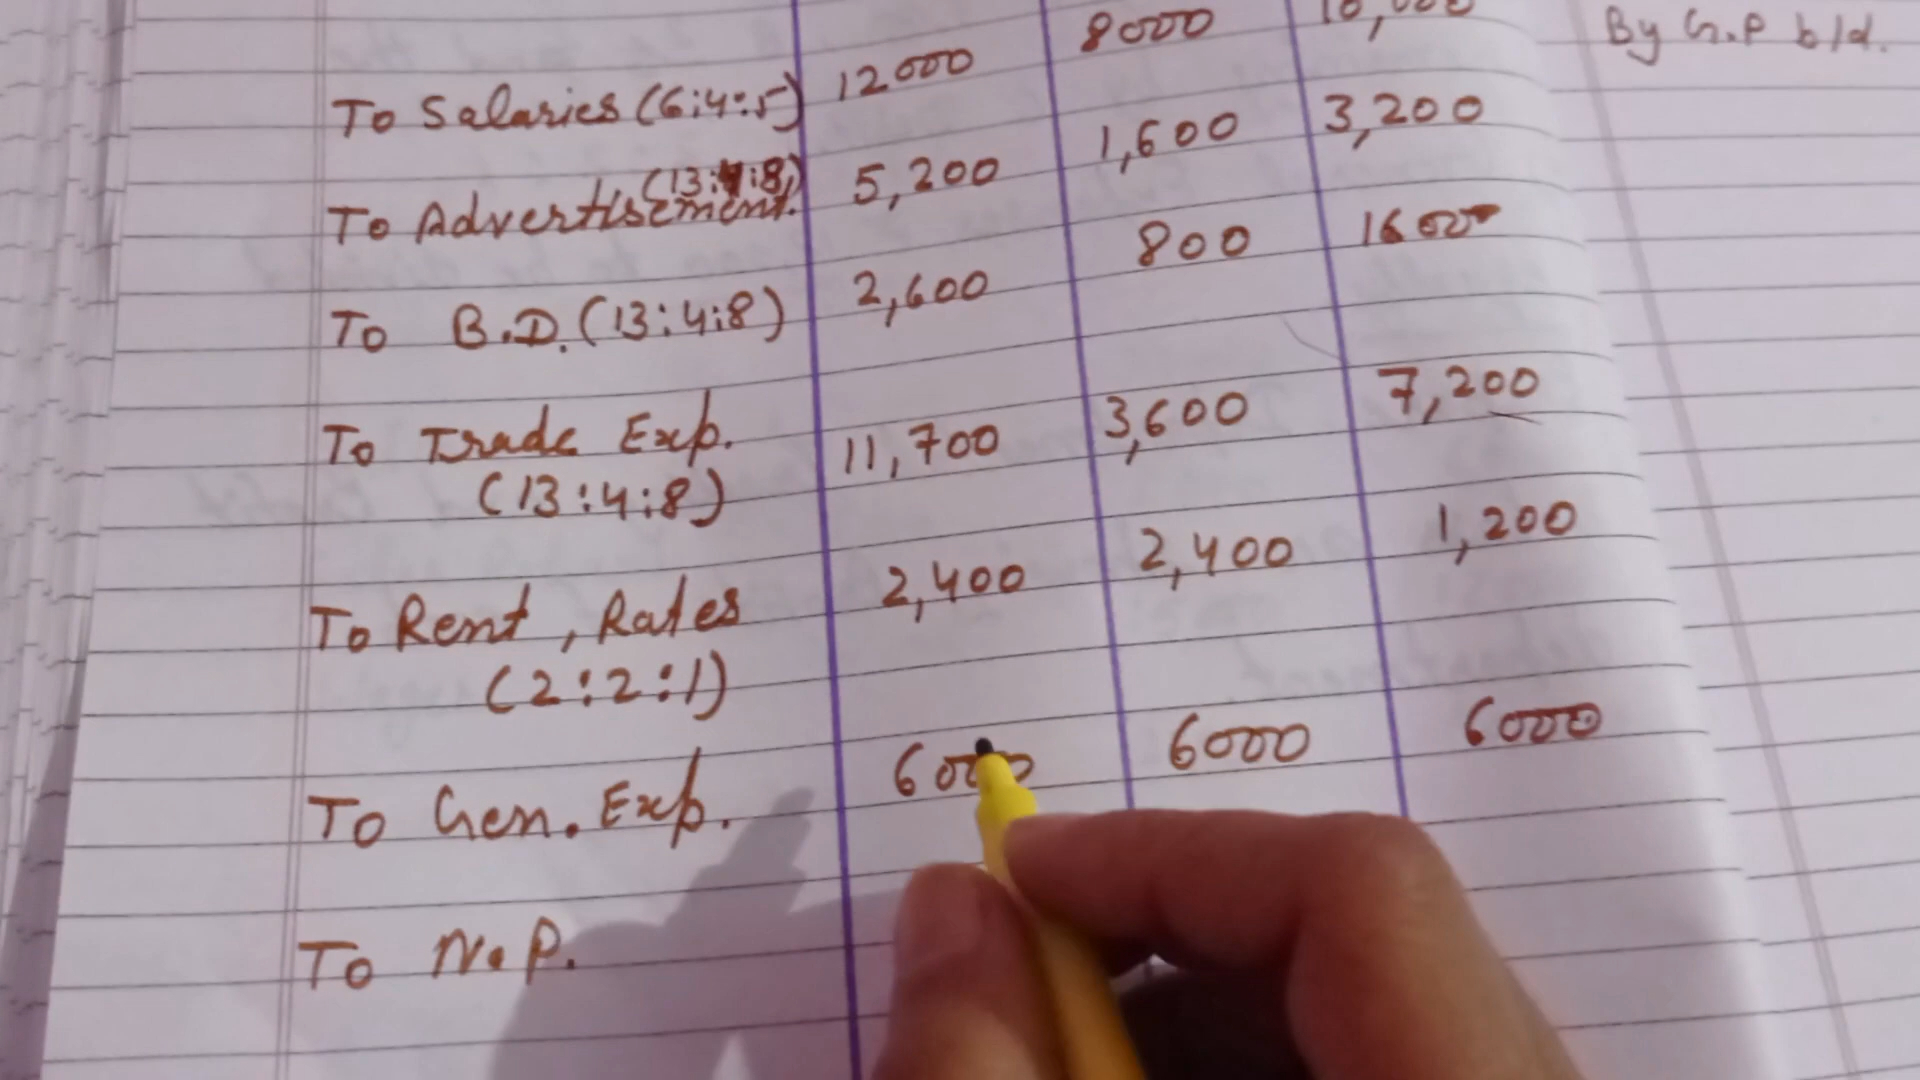 To Salaries (6:4:5) 12000 8000 10,000 By G.P b/d.
(13:4:8)
To Advertisement. 5,200 1,600 3,200
To B.D. (13:4:8) 2,600 800 1600
To Trade Exp. 11,700 3,600 7,200
(13:4:8)
To Rent, Rates 2,400 2,400 1,200
(2:2:1)
To Gen. Exp. 6000 6000 6000
To N.P.